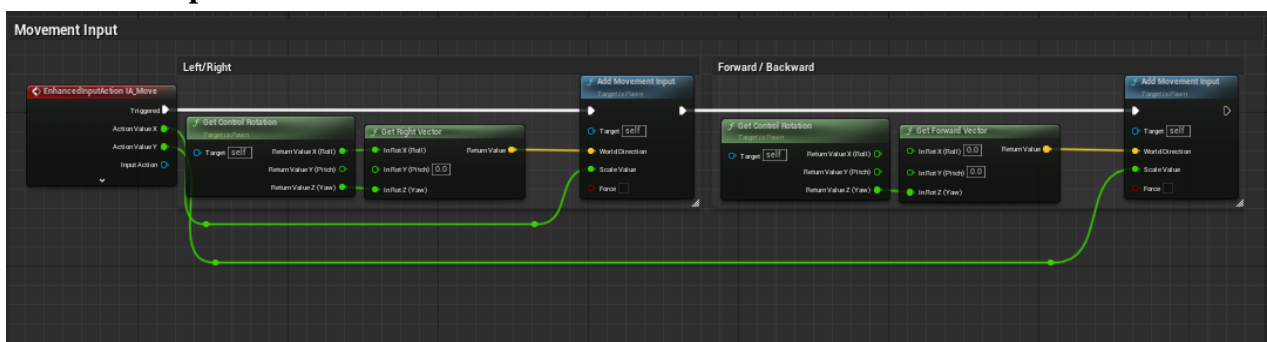 Movement Input
Left/Right
Forward / Backward
EnhancedInputAction IA_Move
Triggered
Action Value X
Action Value Y
Input Action
Get Control Rotation
Target is Pawn
Target self
Return Value X (Roll)
Return Value Y (Pitch)
Return Value Z (Yaw)
Get Right Vector
In Rot X (Roll)
Return Value
In Rot Y (Pitch) 0.0
In Rot Z (Yaw)
Add Movement Input
Target is Pawn
Target self
World Direction
Scale Value
Force
Get Control Rotation
Target is Pawn
Target self
Return Value X (Roll)
Return Value Y (Pitch)
Return Value Z (Yaw)
Get Forward Vector
In Rot X (Roll) 0.0
Return Value
In Rot Y (Pitch) 0.0
In Rot Z (Yaw)
Add Movement Input
Target is Pawn
Target self
World Direction
Scale Value
Force